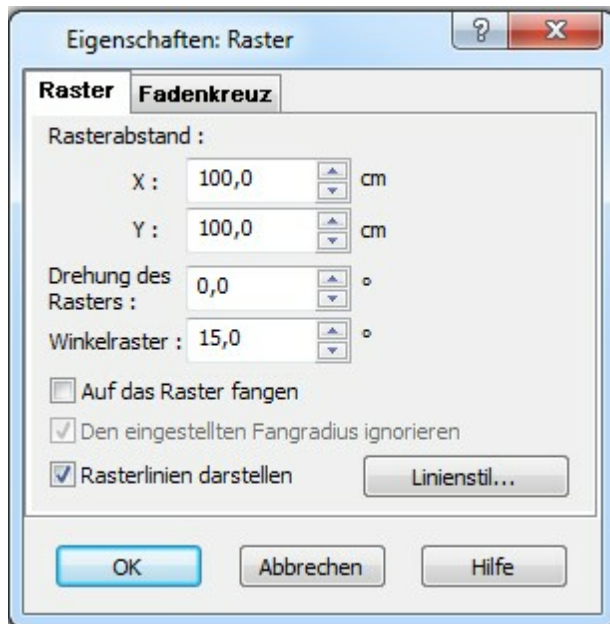 Eigenschaften: Raster
Raster Fadenkreuz
Rasterabstand :
X : 100,0 cm
Y : 100,0 cm
Drehung des
Rasters : 0,0 °
Winkelraster : 15,0 °
Auf das Raster fangen
Den eingestellten Fangradius ignorieren
Rasterlinien darstellen Linienstil...
OK Abbrechen Hilfe